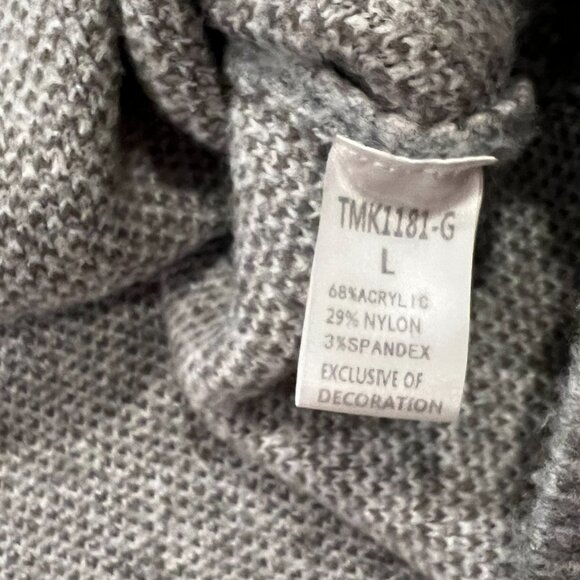 TMK1181-G
L
68%ACRYLIC
29% NYLON
3%SPANDEX
EXCLUSIVE OF
DECORATION